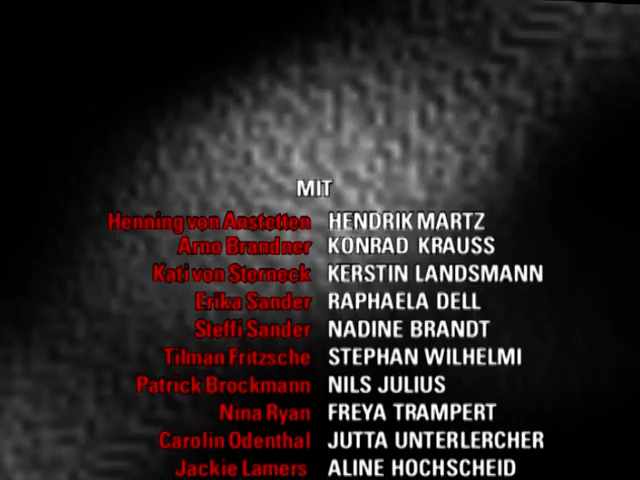 MIT
Henning von Anstetten HENDRIK MARTZ
Arno Brandner KONRAD KRAUSS
Kati von Sterneck KERSTIN LANDSMANN
Erika Sander RAPHAELA DELL
Steffi Sander NADINE BRANDT
Tilman Fritzsche STEPHAN WILHELMI
Patrick Brockmann NILS JULIUS
Nina Ryan FREYA TRAMPERT
Carolin Odenthal JUTTA UNTERLERCHER
Jackie Lamers ALINE HOCHSCHEID